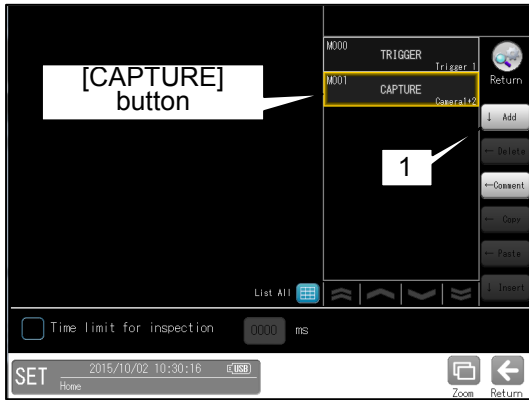 M000
TRIGGER
Trigger 1
M001
CAPTURE
Camera1+2
[CAPTURE]
button
1
Return
↓ Add
← Delete
←Comment
← Copy
← Paste
↓ Insert
List All
Time limit for inspection 0000 ms
SET 2015/10/02 10:30:16 USB
Home
Zoom Return